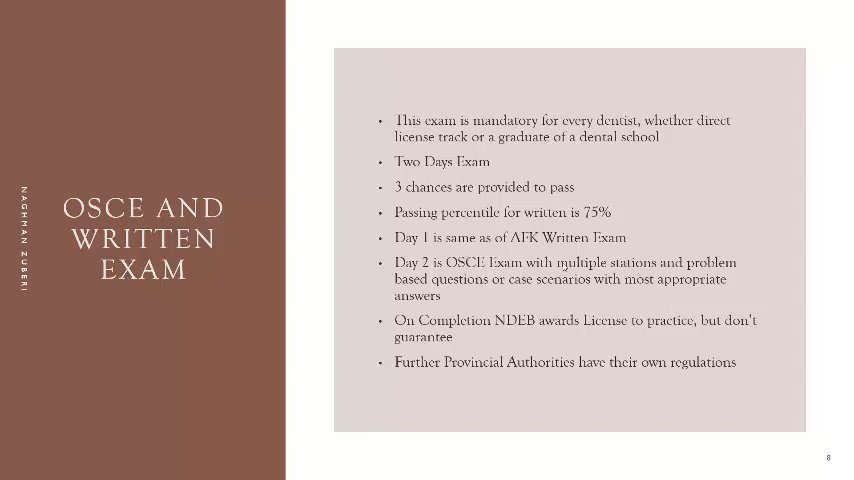 NAGHMAN ZUBERI
OSCE AND
WRITTEN
EXAM
• This exam is mandatory for every dentist, whether direct
license track or a graduate of a dental school
• Two Days Exam
• 3 chances are provided to pass
• Passing percentile for written is 75%
• Day 1 is same as of AFK Written Exam
• Day 2 is OSCE Exam with multiple stations and problem
based questions or case scenarios with most appropriate
answers
• On Completion NDEB awards License to practice, but don't
guarantee
• Further Provincial Authorities have their own regulations
8